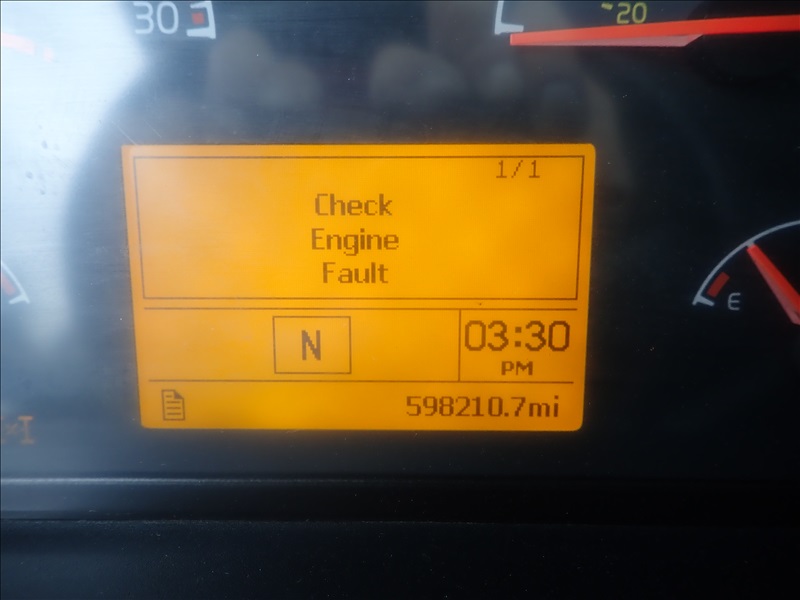 30
20
1/1
Check
Engine
Fault
E
N
03:30
PM
598210.7mi